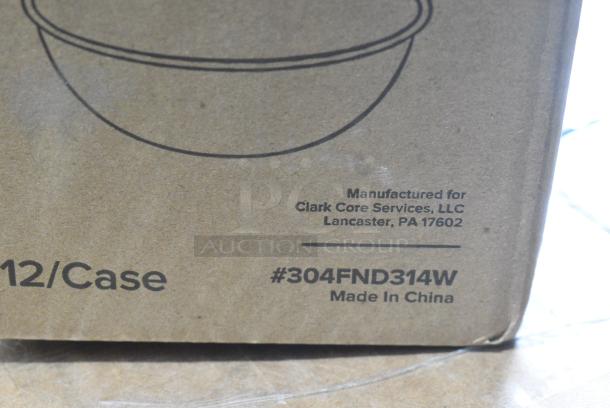 Manufactured for
Clark Core Services, LLC
Lancaster, PA 17602
12/Case
#304FND314W
Made In China
AUCTION GROUP